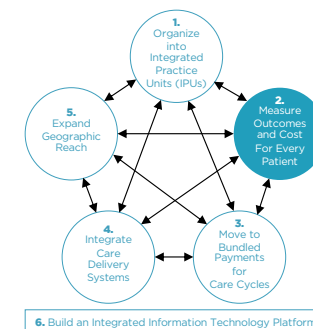 1.
Organize
into
Integrated
Practice
Units (IPUs)
2.
Measure
Outcomes
and Cost
For Every
Patient
3.
Move to
Bundled
Payments
for
Care Cycles
4.
Integrate
Care
Delivery
Systems
5.
Expand
Geographic
Reach
6. Build an Integrated Information Technology Platform